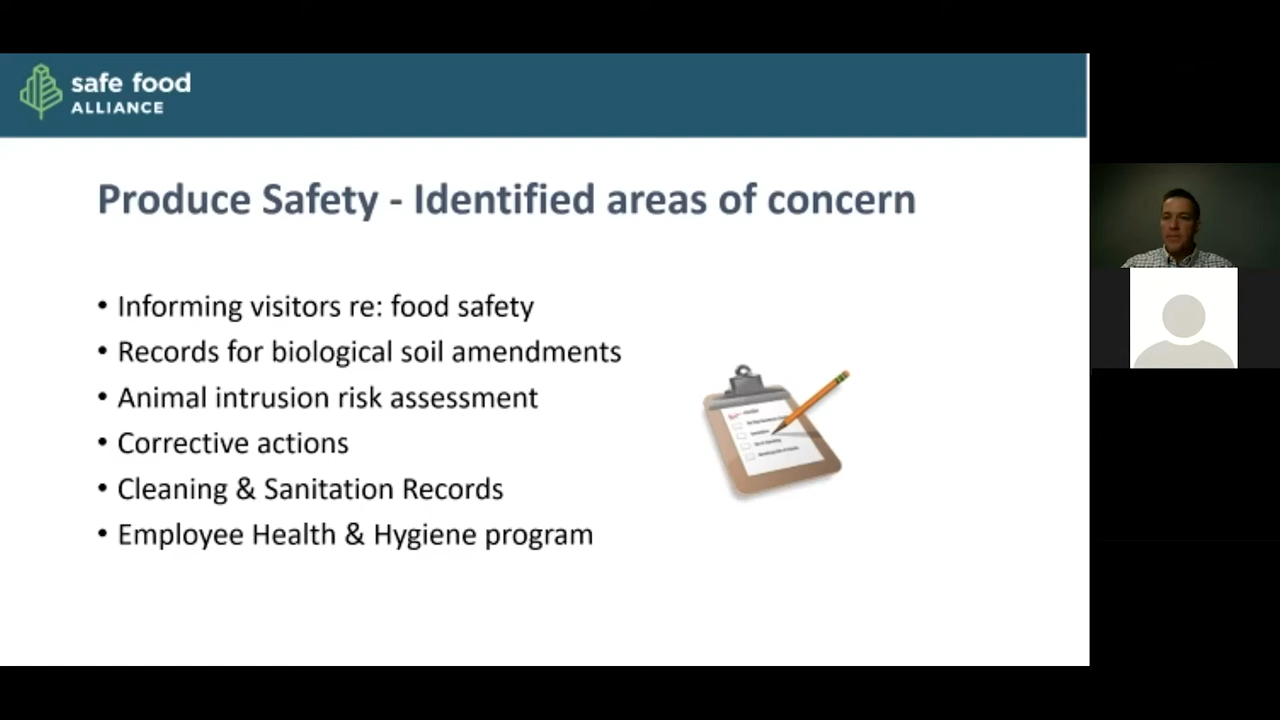 safe food
ALLIANCE
Produce Safety - Identified areas of concern
• Informing visitors re: food safety
• Records for biological soil amendments
• Animal intrusion risk assessment
• Corrective actions
• Cleaning & Sanitation Records
• Employee Health & Hygiene program